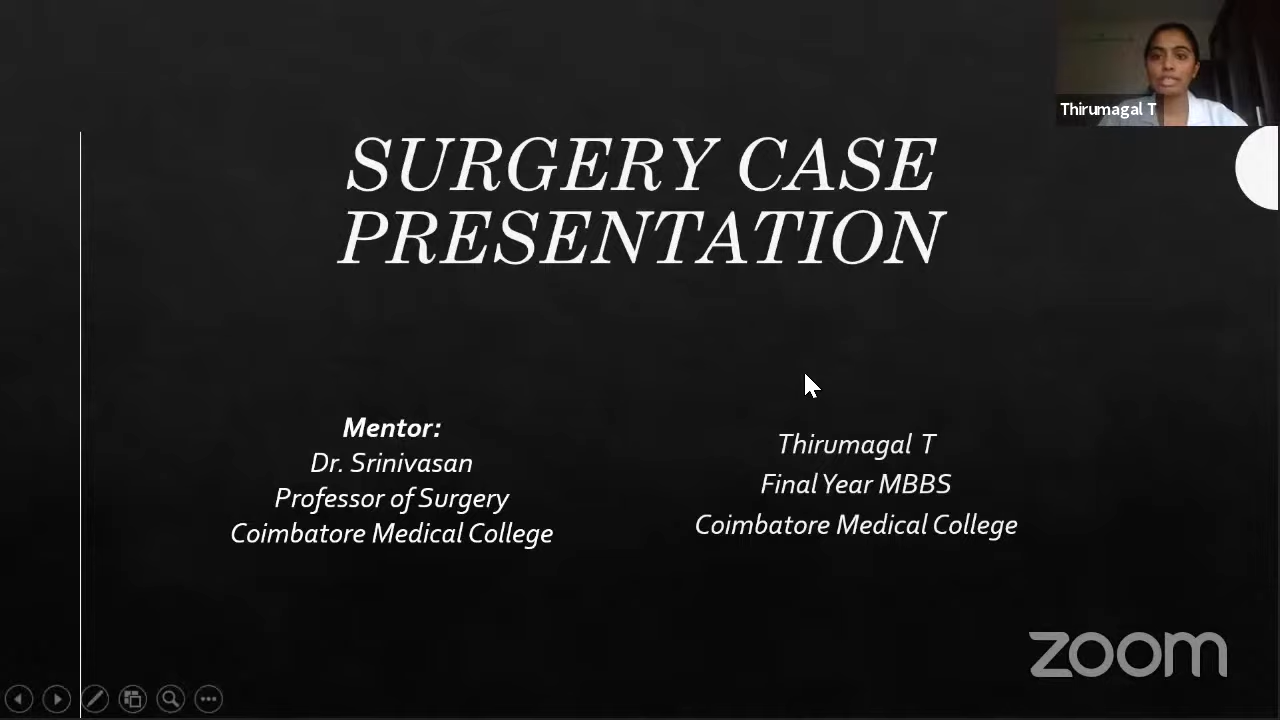 Thirumagal T
SURGERY CASE
PRESENTATION
Mentor:
Dr. Srinivasan
Professor of Surgery
Coimbatore Medical College
Thirumagal T
Final Year MBBS
Coimbatore Medical College
zoom